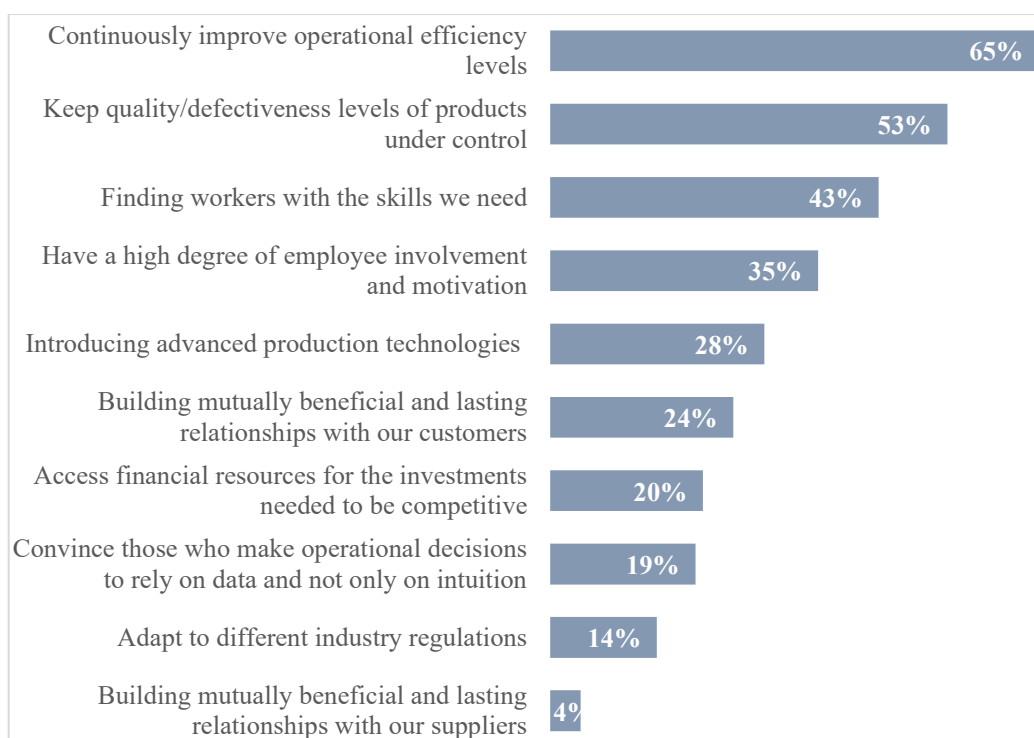 Continuously improve operational efficiency
levels
65%
Keep quality/defectiveness levels of products
under control
53%
Finding workers with the skills we need
43%
Have a high degree of employee involvement
and motivation
35%
Introducing advanced production technologies
28%
Building mutually beneficial and lasting
relationships with our customers
24%
Access financial resources for the investments
needed to be competitive
20%
Convince those who make operational decisions
to rely on data and not only on intuition
19%
Adapt to different industry regulations
14%
Building mutually beneficial and lasting
relationships with our suppliers
4%